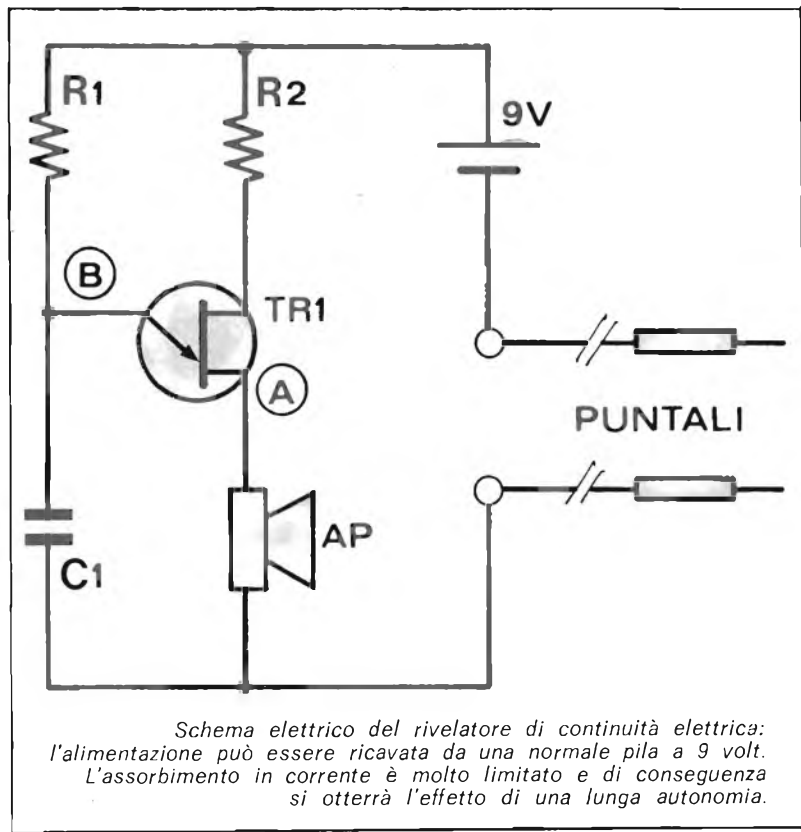 R1
R2
9V
B
TR1
A
PUNTALI
AP
C1
Schema elettrico del rivelatore di continuità elettrica:
l'alimentazione può essere ricavata da una normale pila a 9 volt.
L'assorbimento in corrente è molto limitato e di conseguenza
si otterrà l'effetto di una lunga autonomia.